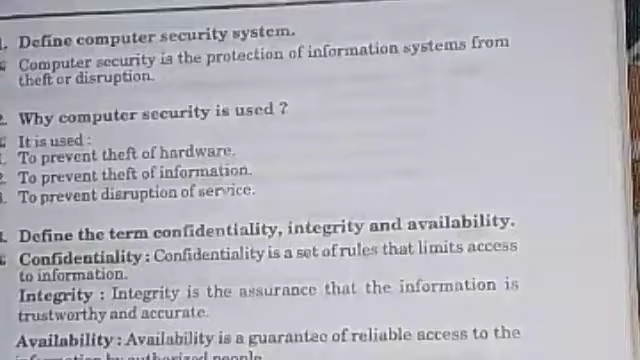 . Define computer security system.
Computer security is the protection of information systems from
theft or disruption.
Why computer security is used ?
It is used :
To prevent theft of hardware.
To prevent theft of information.
To prevent disruption of service.
Define the term confidentiality, integrity and availability.
Confidentiality : Confidentiality is a set of rules that limits access
to information.
Integrity : Integrity is the assurance that the information is
trustworthy and accurate.
Availability : Availability is a guarantee of reliable access to the
information by authorized people